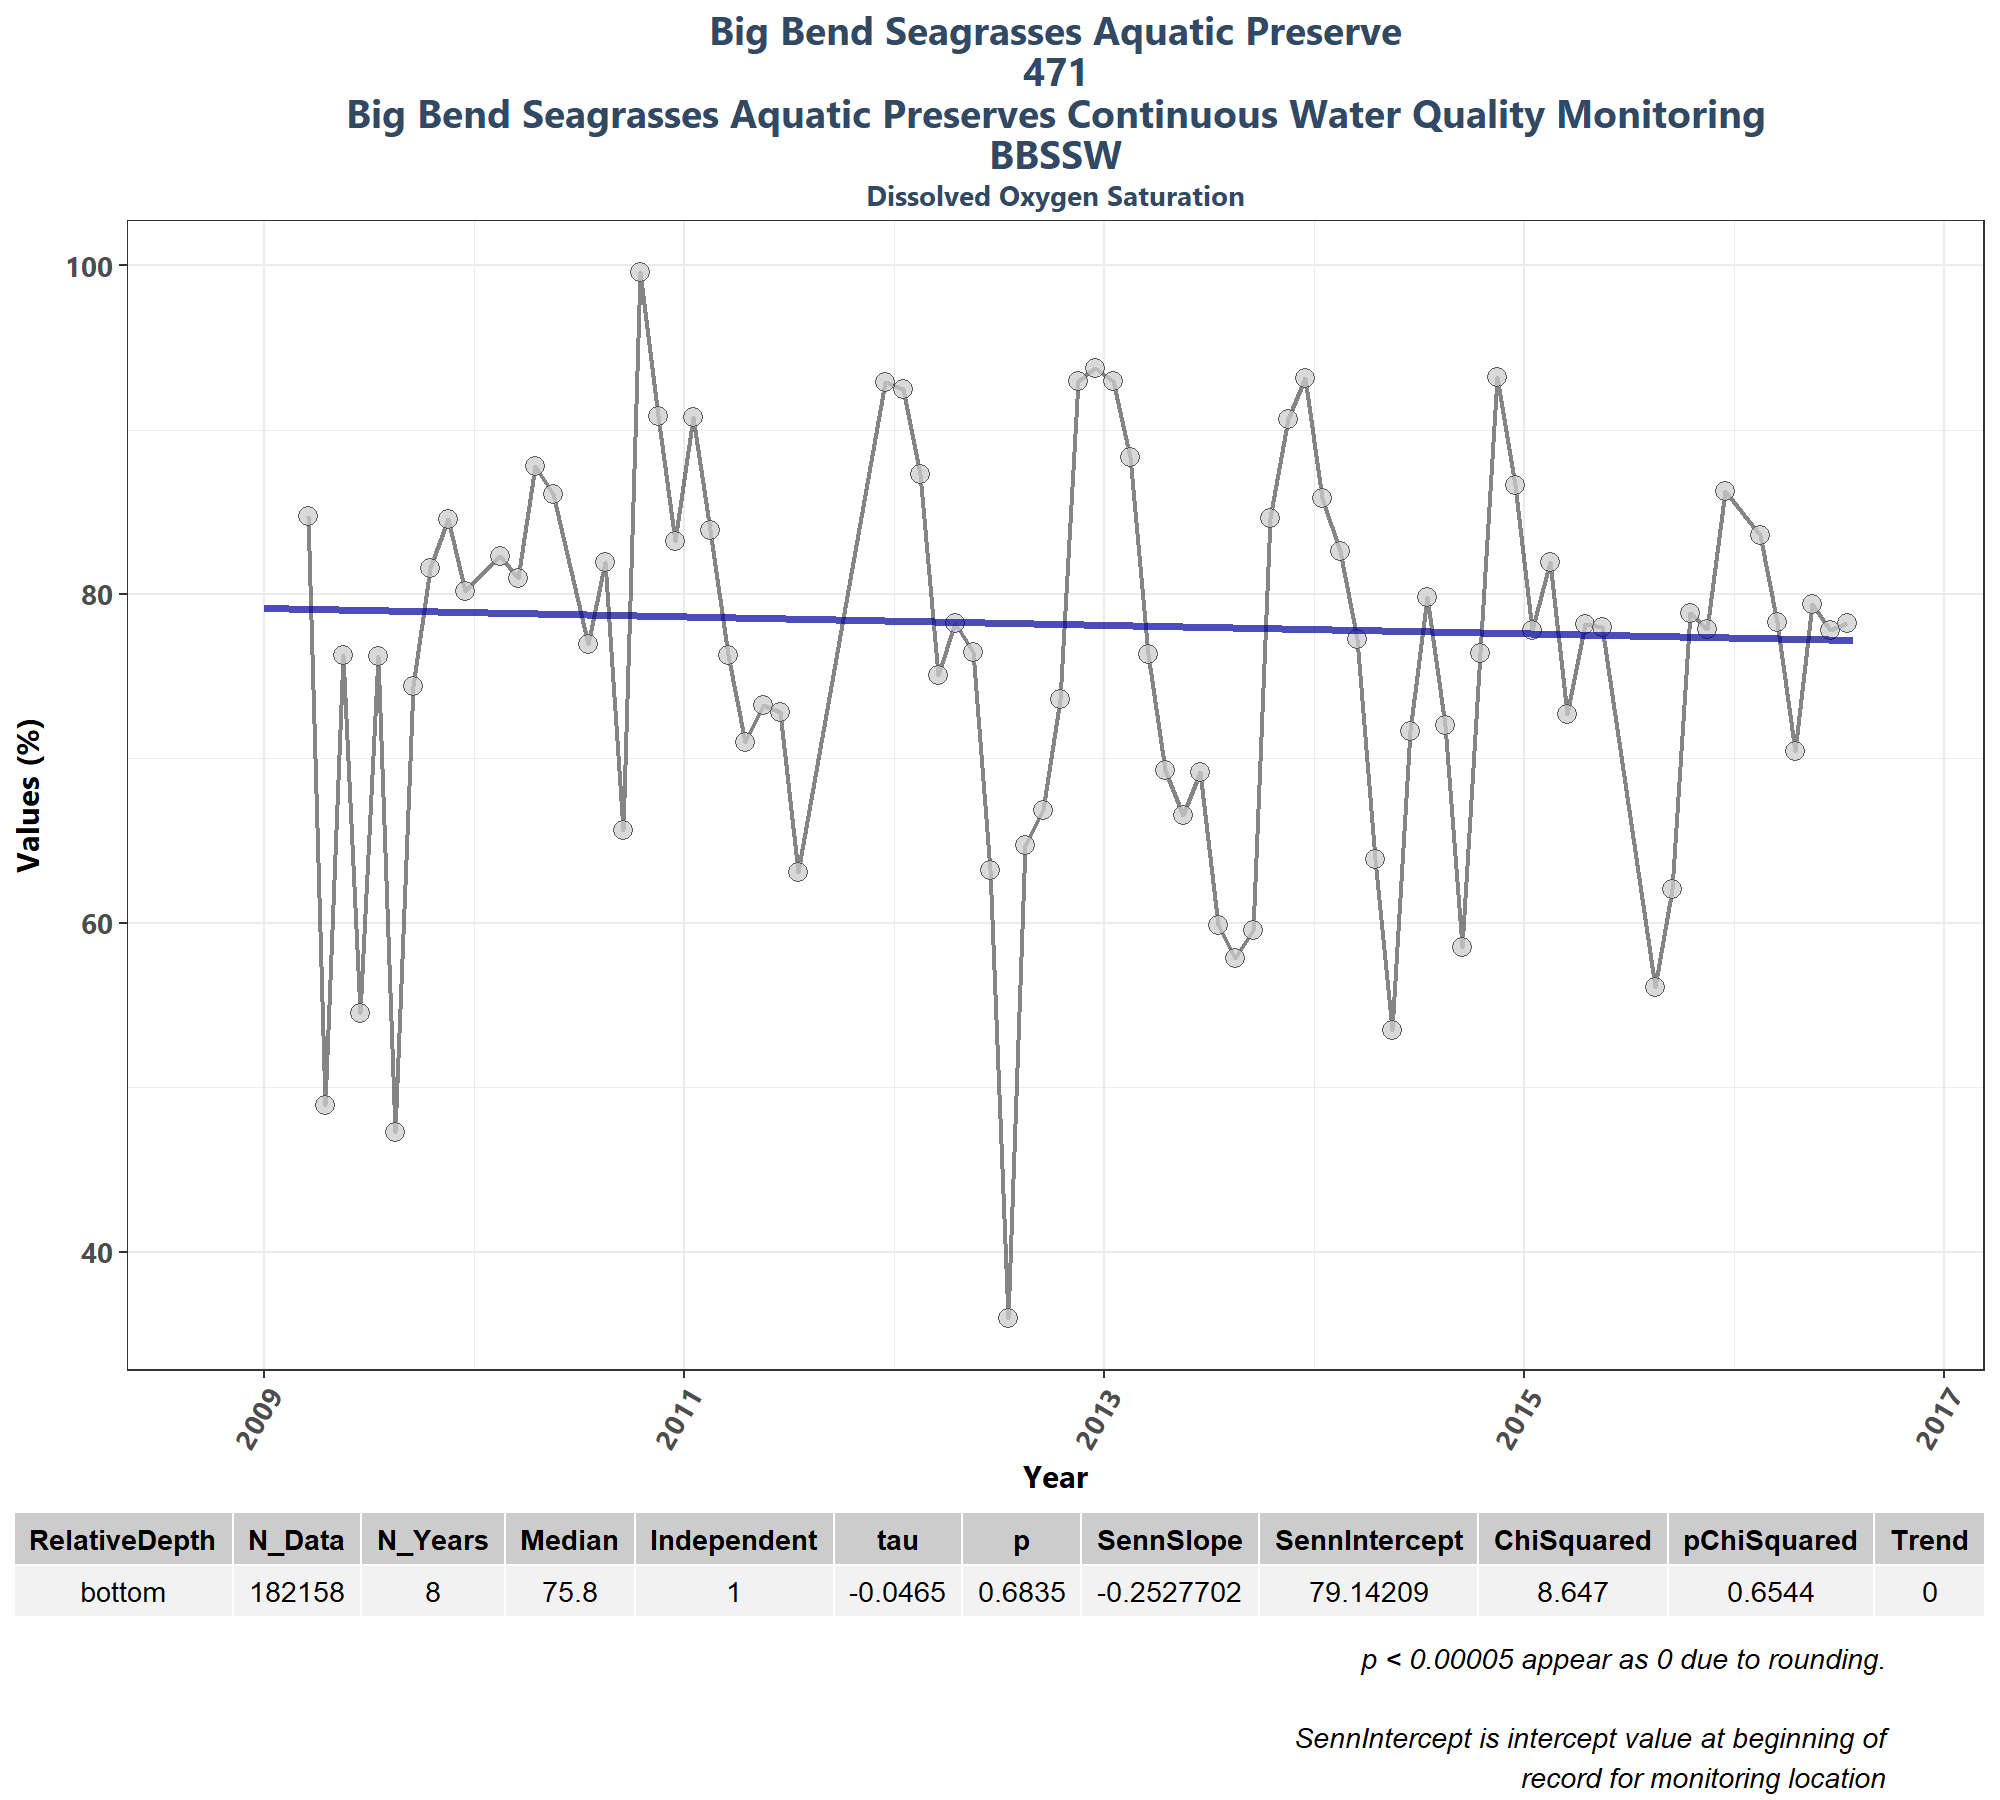 Big Bend Seagrasses Aquatic Preserve
471
Big Bend Seagrasses Aquatic Preserves Continuous Water Quality Monitoring
BBSSW
Dissolved Oxygen Saturation
Values (%)
100
80
60
40
2009
2011
2013
2015
2017
Year
RelativeDepth N_Data N_Years Median Independent tau p SennSlope SennIntercept ChiSquared pChiSquared Trend
bottom 182158 8 75.8 1 -0.0465 0.6835 -0.2527702 79.14209 8.647 0.6544 0
p < 0.00005 appear as 0 due to rounding.
SennIntercept is intercept value at beginning of
record for monitoring location